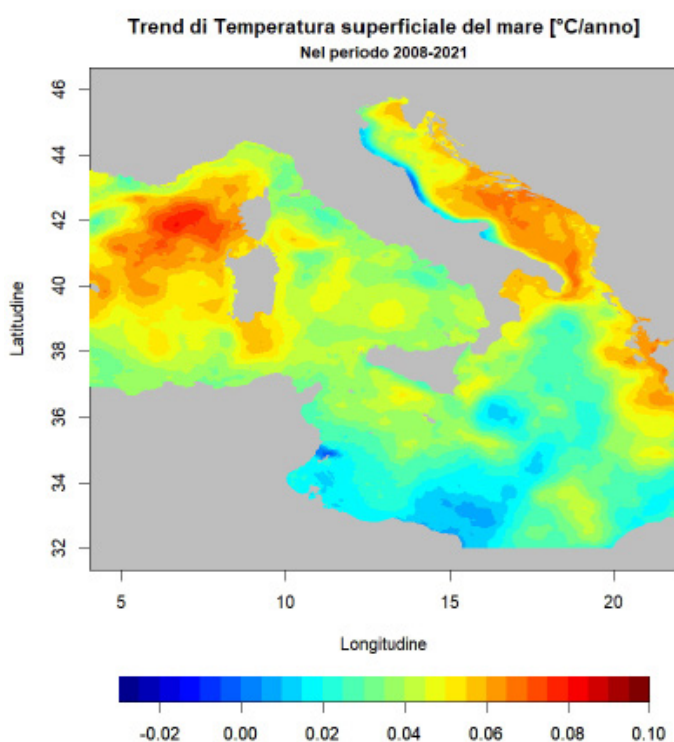 Trend di Temperatura superficiale del mare [°C/anno]
Nel periodo 2008-2021
Latitudine
46
44
42
40
38
36
34
32
5 10 15 20
Longitudine
-0.02 0.00 0.02 0.04 0.06 0.08 0.10